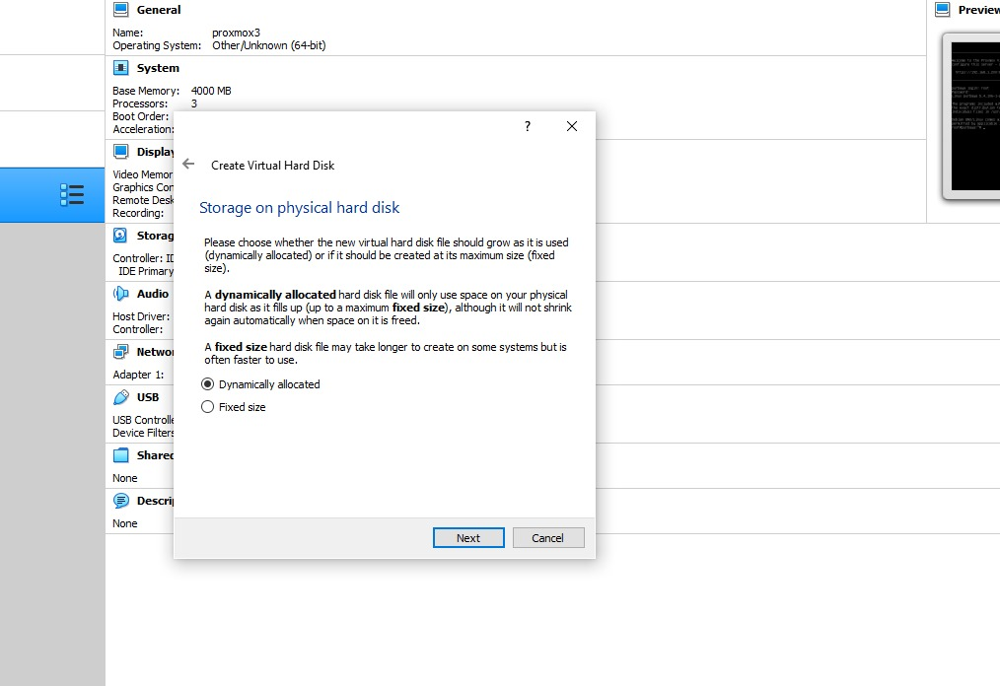 General
Preview
Name: proxmox3
Operating System: Other/Unknown (64-bit)
System
Base Memory: 4000 MB
Processors: 3
Boot Order:
Acceleration:
Display
Video Memor
Graphics Con
Remote Desk
Recording:
Storag
Controller: ID
IDE Primary
Audio
Host Driver:
Controller:
Networ
Adapter 1:
USB
USB Controlle
Device Filters
Shared
None
Descrip
None
?
Create Virtual Hard Disk
Storage on physical hard disk
Please choose whether the new virtual hard disk file should grow as it is used
(dynamically allocated) or if it should be created at its maximum size (fixed
size).
A dynamically allocated hard disk file will only use space on your physical
hard disk as it fills up (up to a maximum fixed size), although it will not shrink
again automatically when space on it is freed.
A fixed size hard disk file may take longer to create on some systems but is
often faster to use.
Dynamically allocated
Fixed size
Next
Cancel